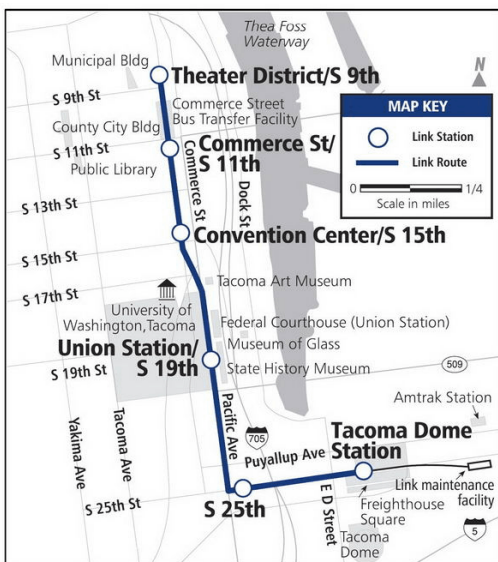 Thea Foss
Waterway
Municipal Bldg
Theater District/S 9th
N
S 9th St
Commerce Street
Bus Transfer Facility
County City Bldg
MAP KEY
Link Station
Link Route
0
1/4
Scale in miles
S 11th St
Commerce St/
S 11th
Public Library
Commerce St
Dock St
S 13th St
Convention Center/S 15th
S 15th St
S 17th St
Tacoma Art Museum
University of
Washington,Tacoma
Federal Courthouse (Union Station)
Union Station/
S 19th
Museum of Glass
State History Museum
S 19th St
509
Amtrak Station
Yakima Ave
Tacoma Ave
Pacific Ave
705
Tacoma Dome
Station
Puyallup Ave
Link maintenance
facility
S 25th St
S 25th
E D Street
Freighthouse
Square
Tacoma
Dome
5